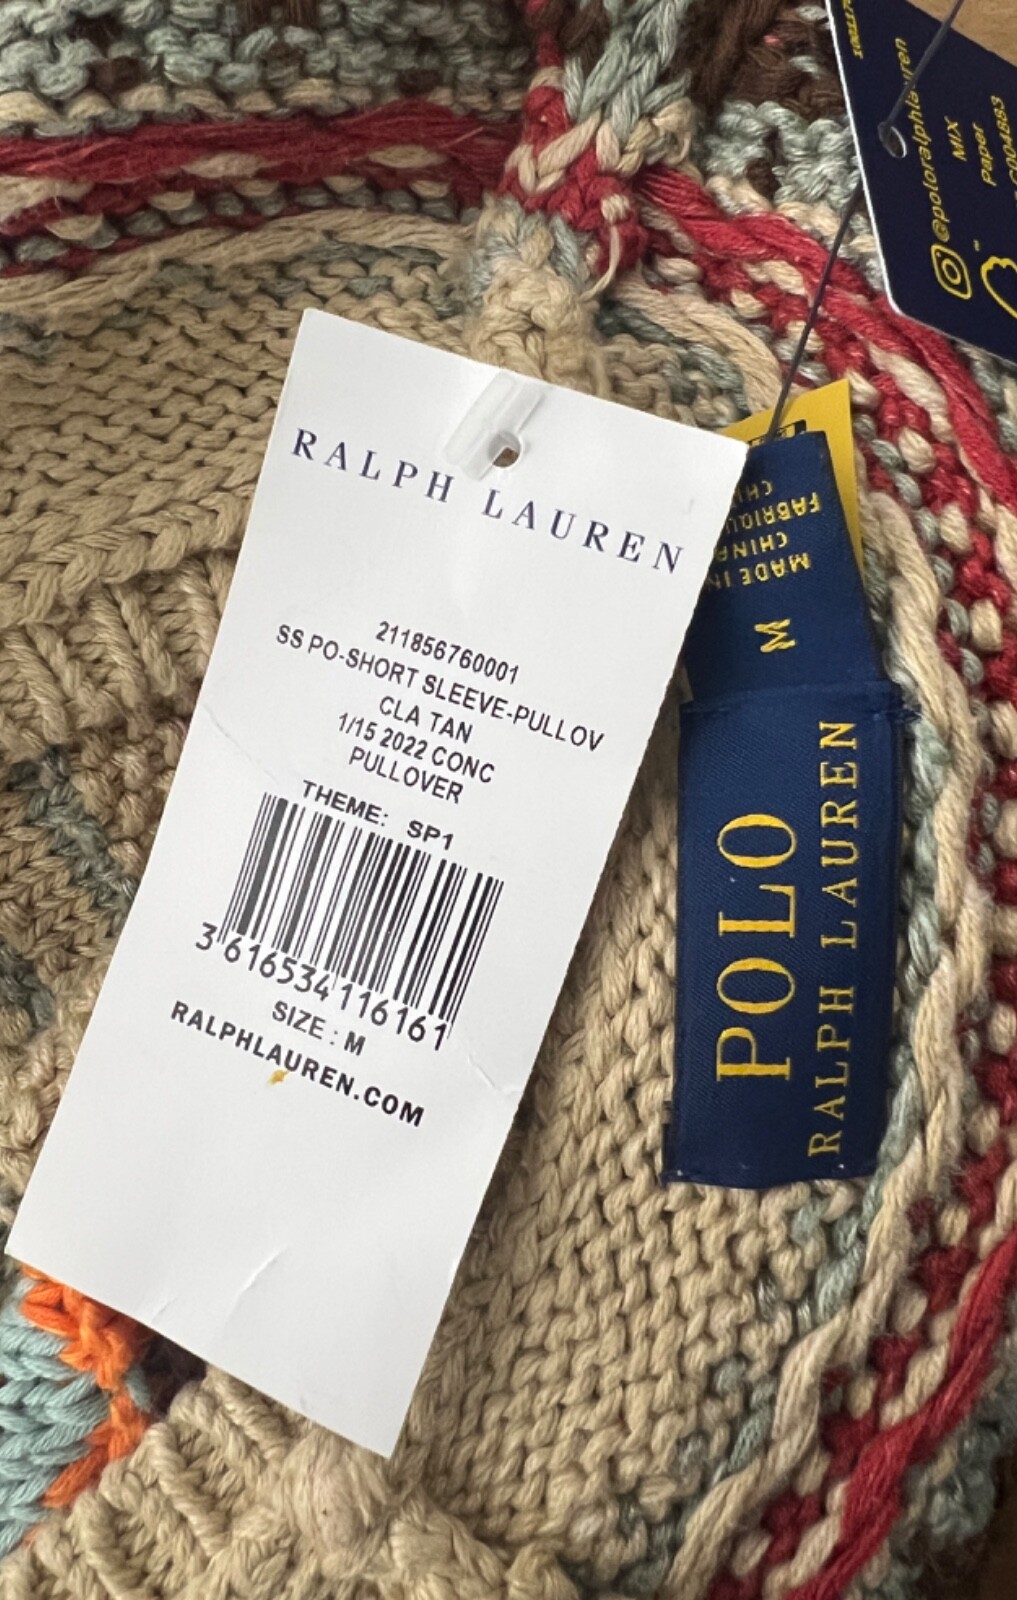 RALPH LAUREN
211856760001
SS PO-SHORT SLEEVE-PULLOV
CLA TAN
1/15 2022 CONC
PULLOVER
THEME: SP1
3 616534 116161
SIZE : M
RALPHLAUREN.COM
POLO
RALPH LAUREN
M
MADE IN
CHINA
@poloralphlauren
MIX
Paper
C004883